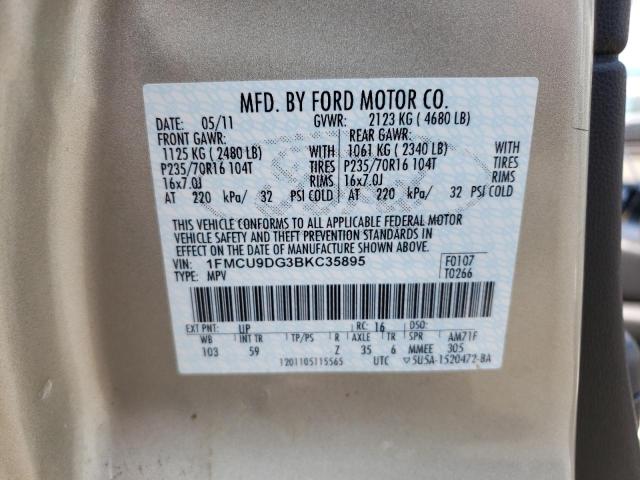 MFD. BY FORD MOTOR CO.
DATE: 05/11 GVWR: 2123 KG ( 4680 LB)
FRONT GAWR: REAR GAWR:
1125 KG ( 2480 LB) WITH 1061 KG ( 2340 LB) WITH
P235/70R16 104T TIRES P235/70R16 104T TIRES
16x7.0J RIMS 16x7.0J RIMS
AT 220 kPa/ 32 PSI COLD AT 220 kPa/ 32 PSI COLD
THIS VEHICLE CONFORMS TO ALL APPLICABLE FEDERAL MOTOR
VEHICLE SAFETY AND THEFT PREVENTION STANDARDS IN
EFFECT ON THE DATE OF MANUFACTURE SHOWN ABOVE.
VIN: 1FMCU9DG3BKC35895 F0107
TYPE: MPV T0266
EXT PNT: UP RC: 16 DSO:
WB INT TR TP/PS R AXLE TR SPR AM71F
103 59 Z 35 6 MMEE 305
1201105115565 UTC 5U5A-1520472-BA